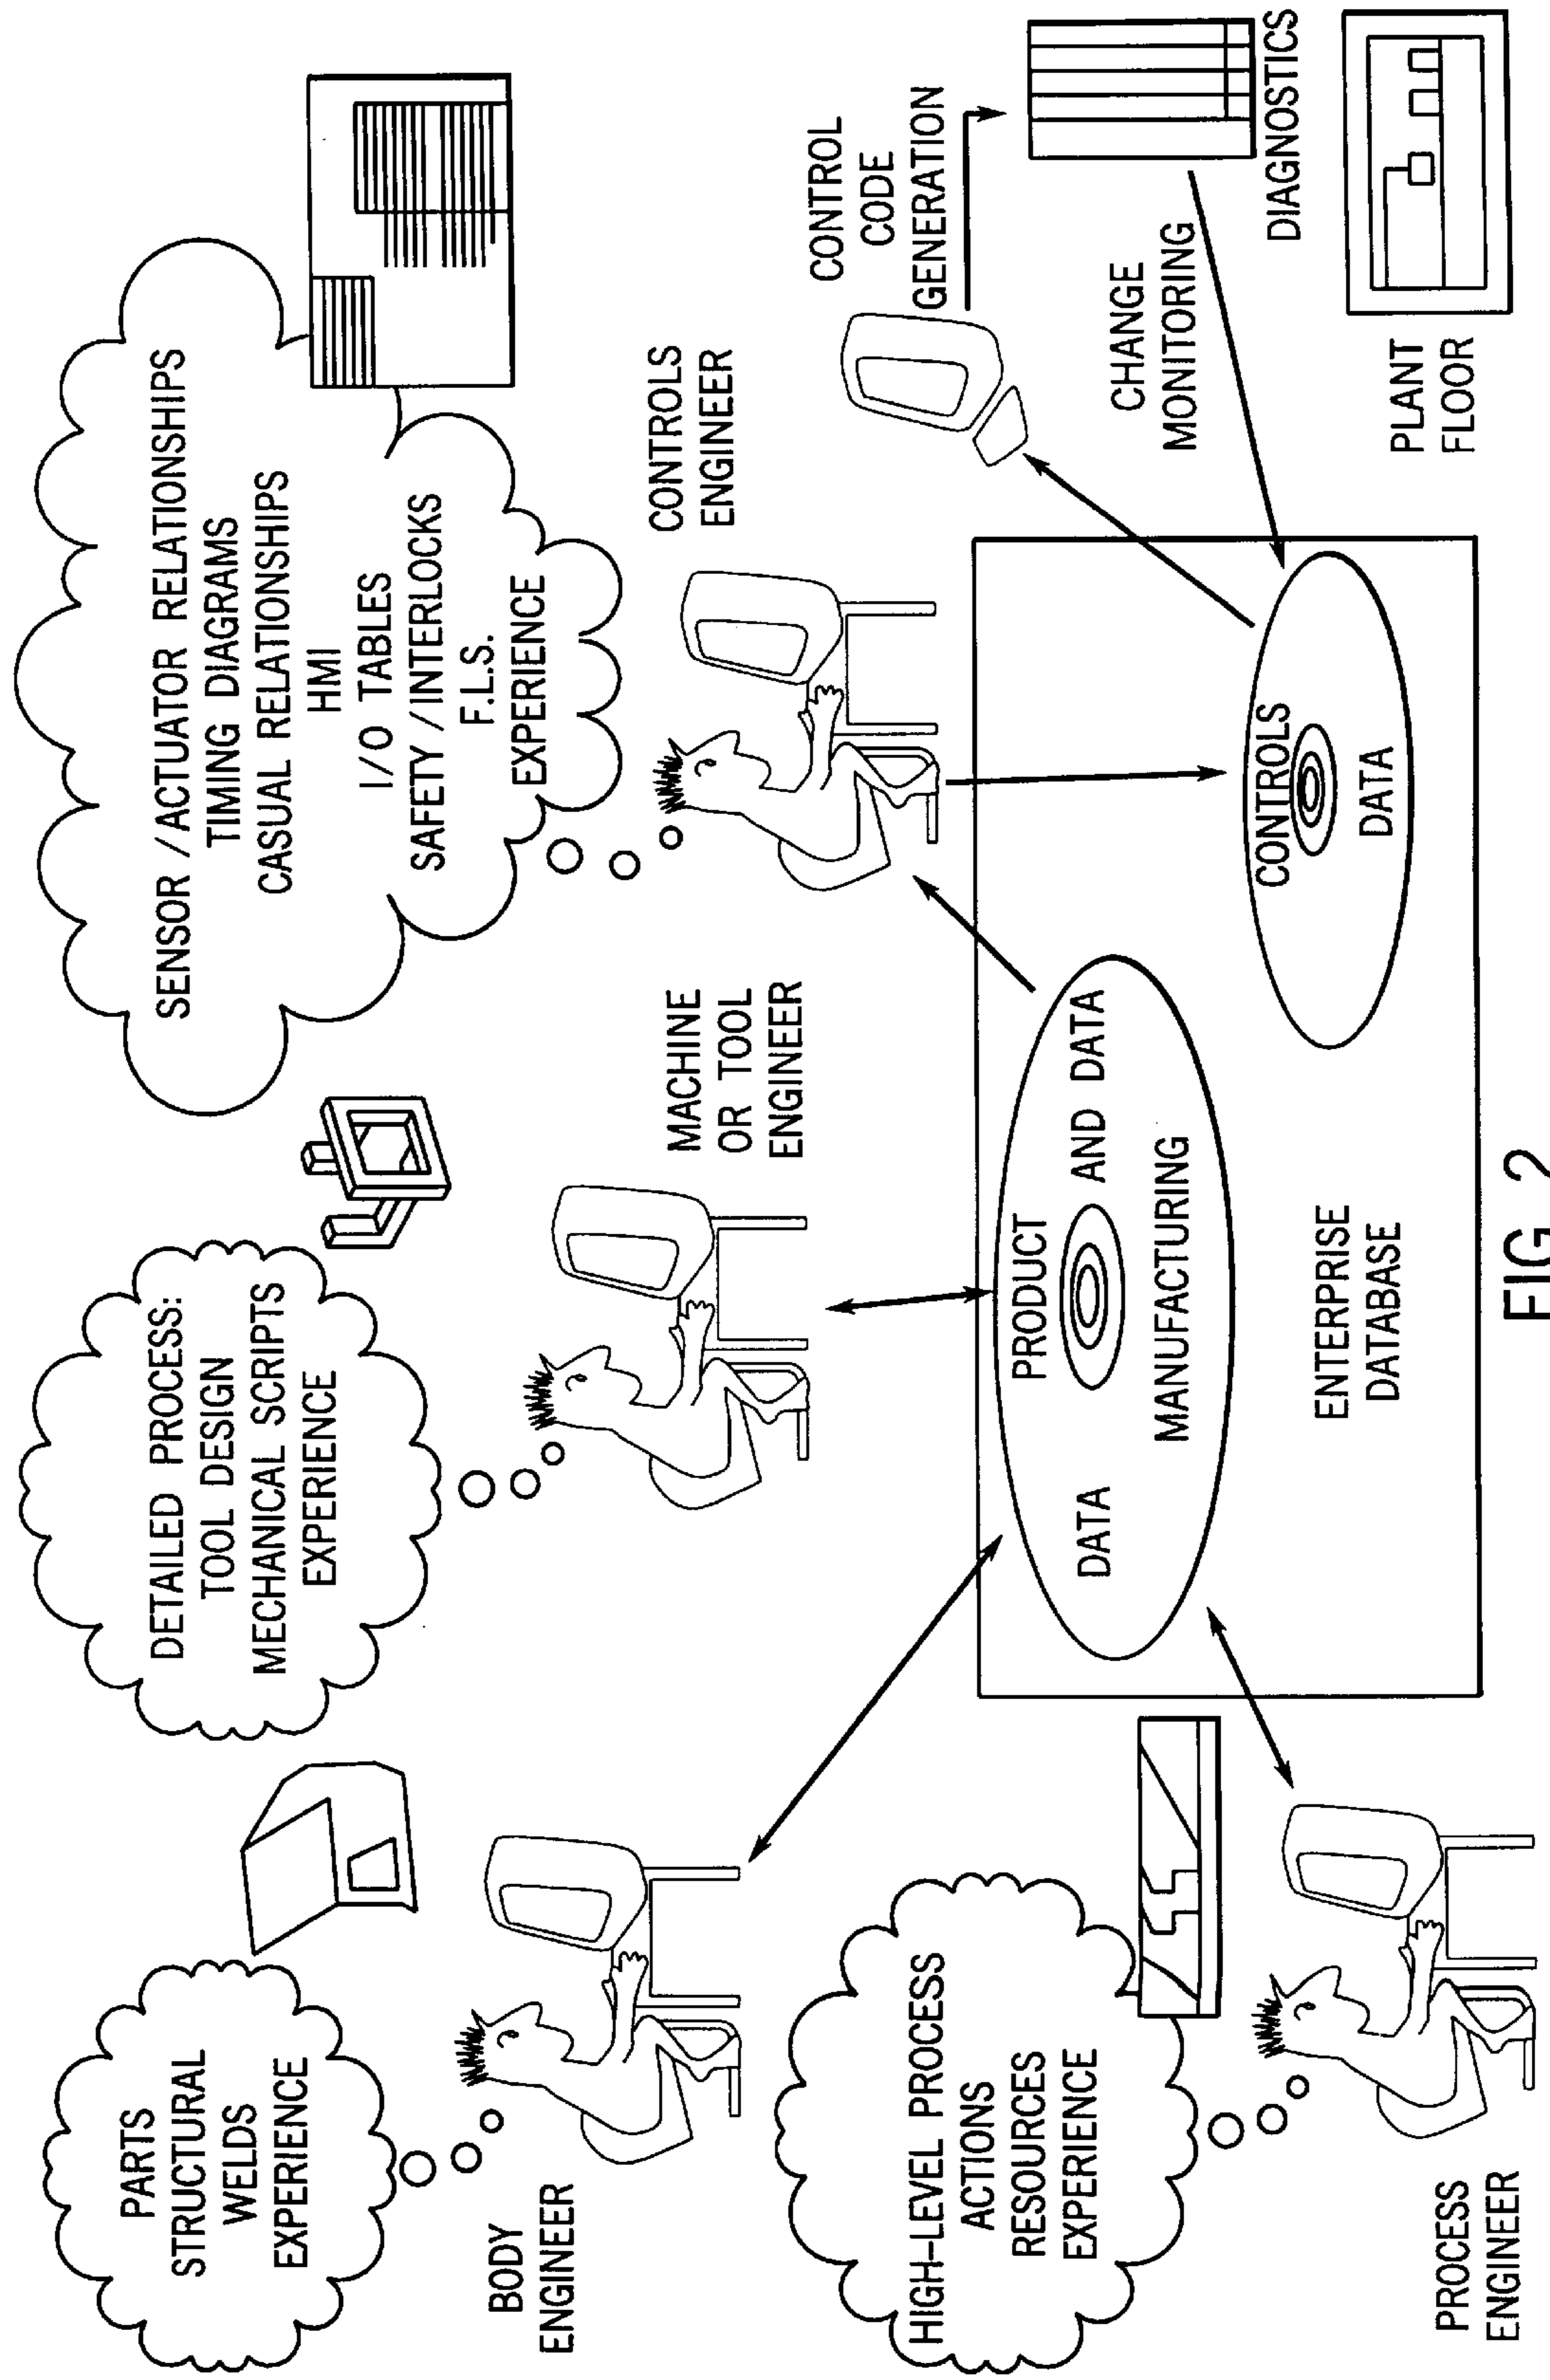 PARTS
STRUCTURAL
WELDS
EXPERIENCE
BODY
ENGINEER
DETAILED PROCESS:
TOOL DESIGN
MECHANICAL SCRIPTS
EXPERIENCE
MACHINE
OR TOOL
ENGINEER
SENSOR / ACTUATOR RELATIONSHIPS
TIMING DIAGRAMS
CASUAL RELATIONSHIPS
HMI
I/O TABLES
SAFETY / INTERLOCKS
F.L.S.
EXPERIENCE
CONTROLS
ENGINEER
HIGH-LEVEL PROCESS
ACTIONS
RESOURCES
EXPERIENCE
PROCESS
ENGINEER
PRODUCT
DATA AND DATA
MANUFACTURING
ENTERPRISE
DATABASE
CONTROLS
DATA
CONTROL
CODE
GENERATION
CHANGE
MONITORING
DIAGNOSTICS
PLANT
FLOOR
FIG. 2